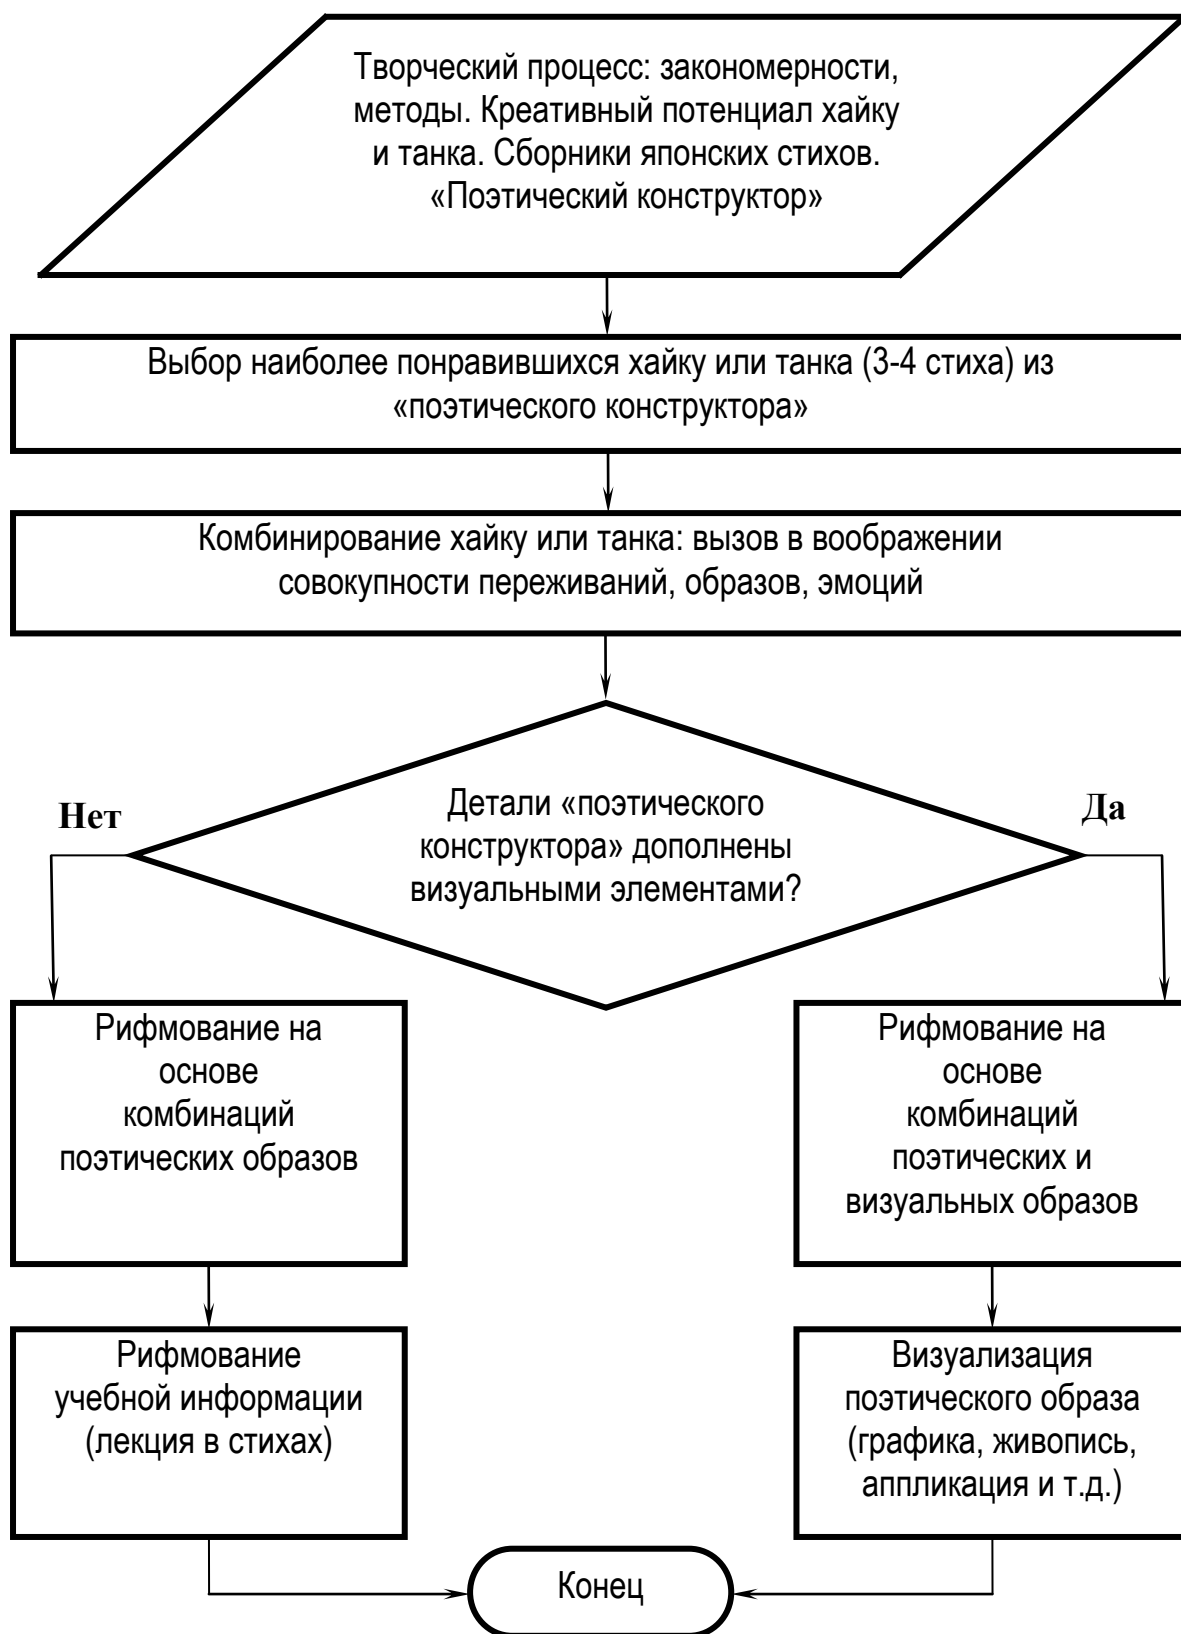 Творческий процесс: закономерности,
методы. Креативный потенциал хайку
и танка. Сборники японских стихов.
«Поэтический конструктор»
Выбор наиболее понравившихся хайку или танка (3-4 стиха) из
«поэтического конструктора»
Комбинирование хайку или танка: вызов в воображении
совокупности переживаний, образов, эмоций
Детали «поэтического
конструктора» дополнены
визуальными элементами?
Нет
Да
Рифмование на
основе
комбинаций
поэтических образов
Рифмование на
основе
комбинаций
поэтических и
визуальных образов
Рифмование
учебной информации
(лекция в стихах)
Визуализация
поэтического образа
(графика, живопись,
аппликация и т.д.)
Конец